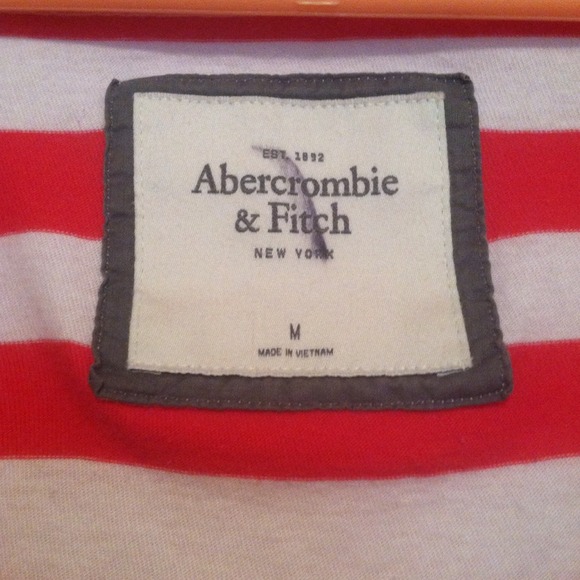 EST. 1892
Abercrombie
& Fitch
NEW YORK
M
MADE IN VIETNAM